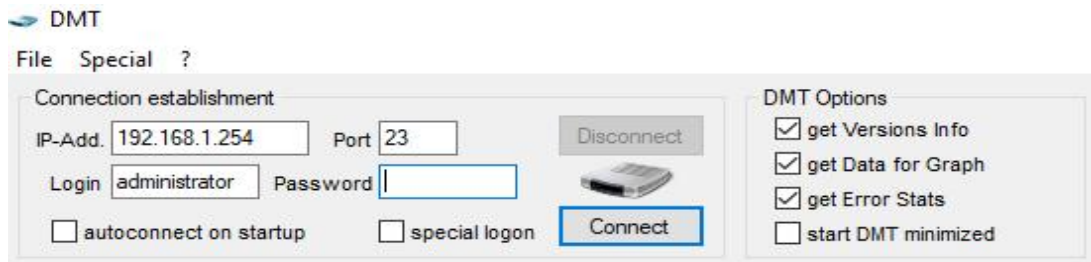 DMT
File Special ?
Connection establishment
IP-Add. 192.168.1.254 Port 23 Disconnect
Login administrator Password
autoconnect on startup special logon Connect
DMT Options
get Versions Info
get Data for Graph
get Error Stats
start DMT minimized